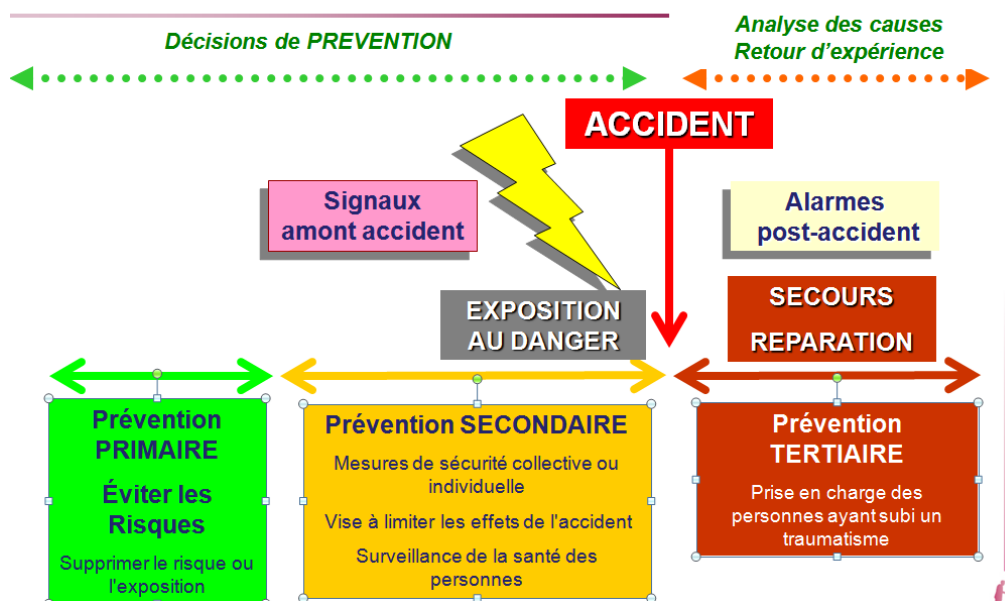 Décisions de PREVENTION
Analyse des causes
Retour d'expérience
ACCIDENT
Signaux
amont accident
Alarmes
post-accident
EXPOSITION
AU DANGER
SECOURS
REPARATION
Prévention
PRIMAIRE
Éviter les
Risques
Supprimer le risque ou
l'exposition
Prévention SECONDAIRE
Mesures de sécurité collective ou
individuelle
Vise à limiter les effets de l'accident
Surveillance de la santé des
personnes
Prévention
TERTIAIRE
Prise en charge des
personnes ayant subi un
traumatisme